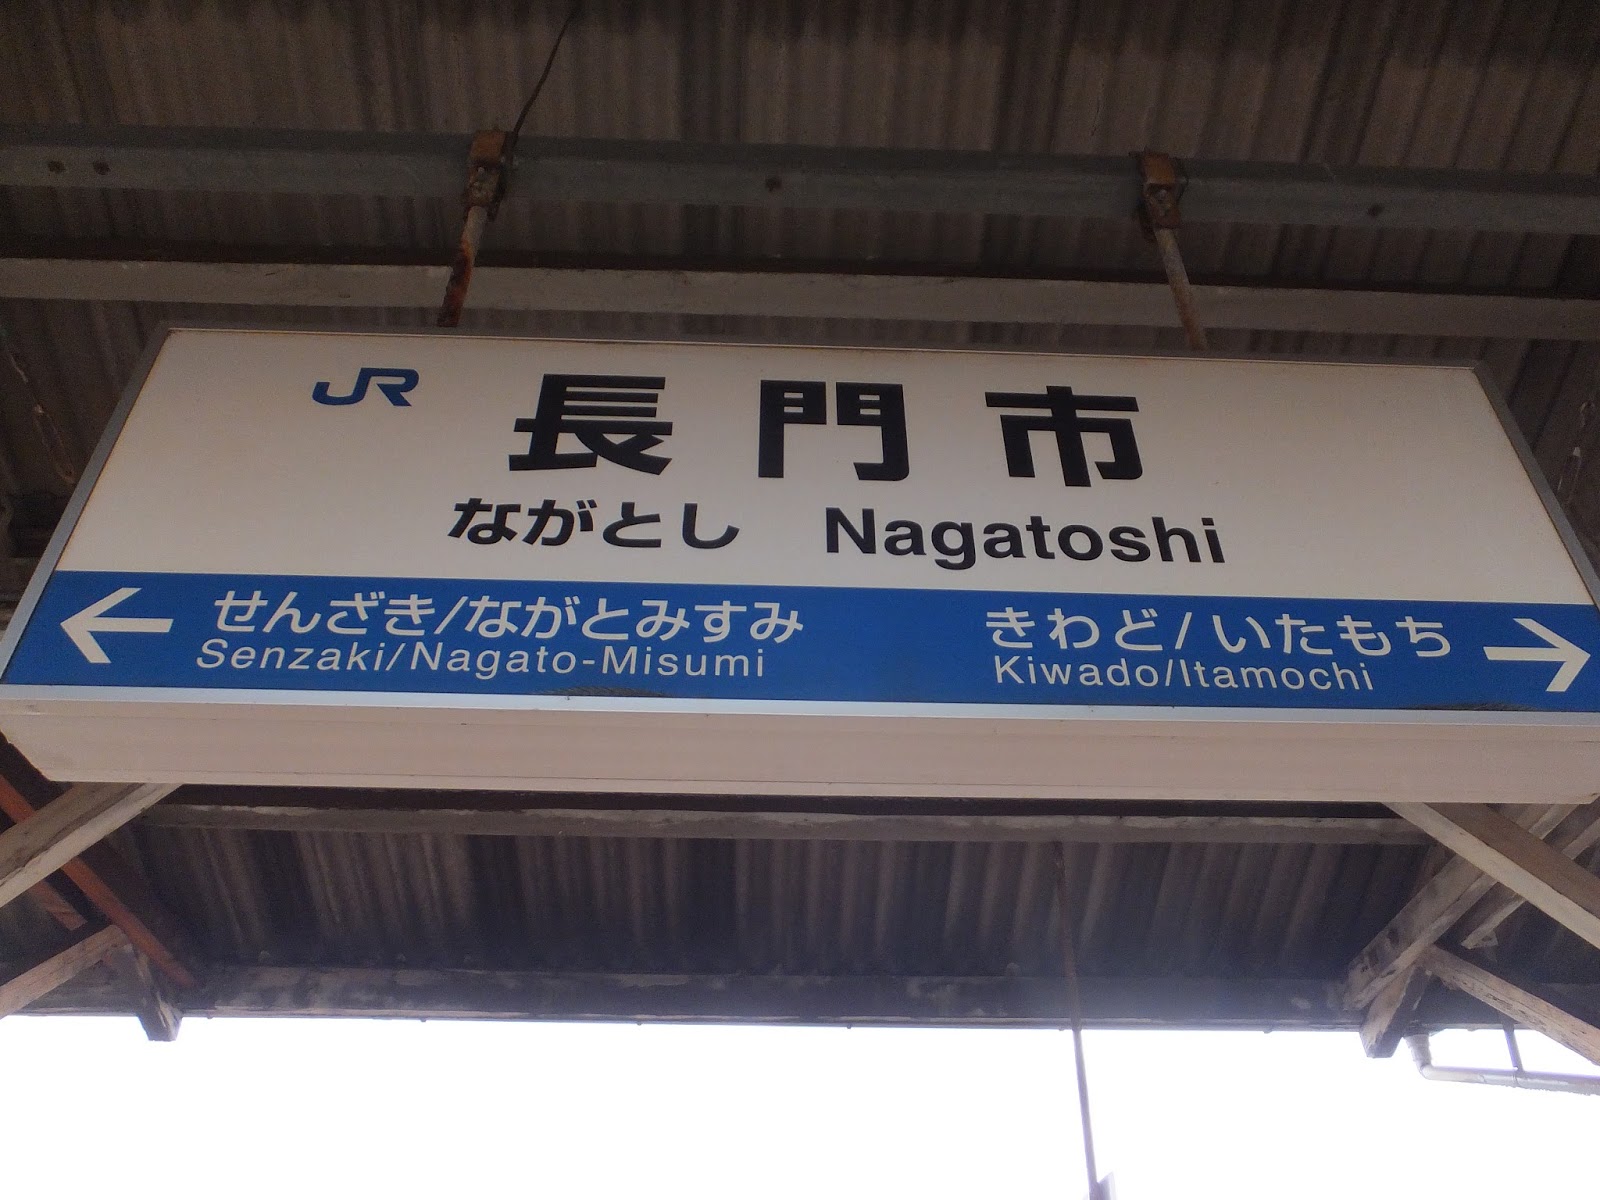 JR 長門市
ながとし Nagatoshi
← せんざき/ながとみすみ きわど/いたもち →
Senzaki/Nagato-Misumi Kiwado/Itamochi